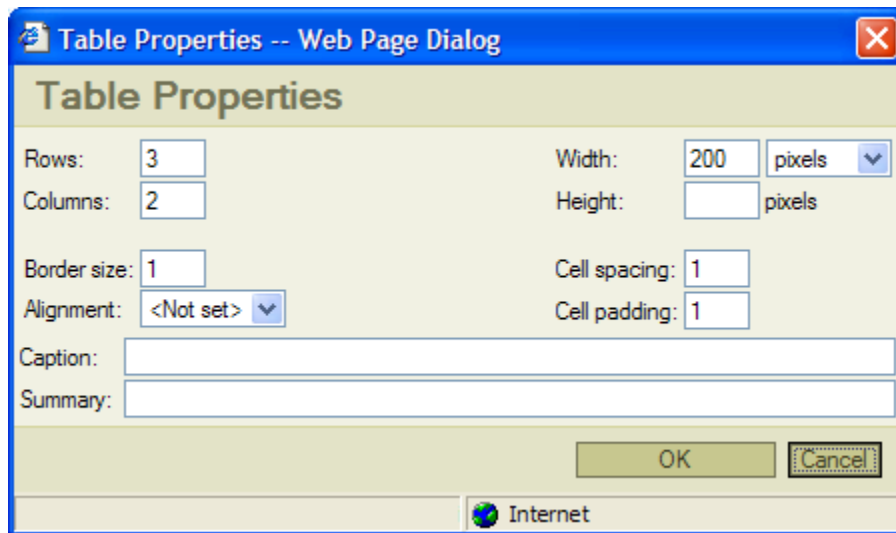 Table Properties -- Web Page Dialog
Table Properties
Rows: 3 Width: 200 pixels
Columns: 2 Height: pixels
Border size: 1 Cell spacing: 1
Alignment: <Not set> Cell padding: 1
Caption:
Summary:
OK Cancel
Internet